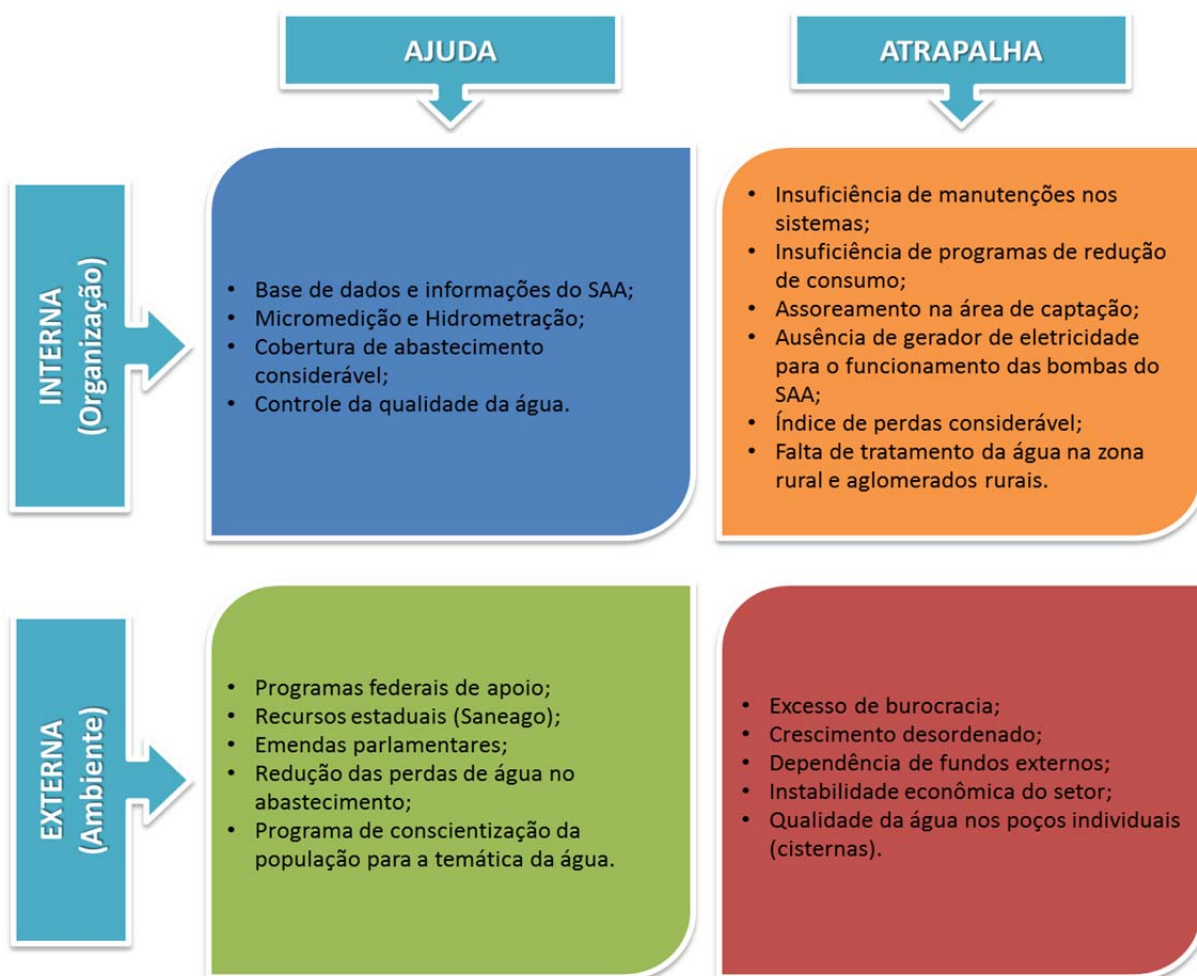 AJUDA
ATRAPALHA
INTERNA
(Organização)
• Base de dados e informações do SAA;
• Micromedição e Hidrometração;
• Cobertura de abastecimento
considerável;
• Controle da qualidade da água.
• Insuficiência de manutenções nos
sistemas;
• Insuficiência de programas de redução
de consumo;
• Assoreamento na área de captação;
• Ausência de gerador de eletricidade
para o funcionamento das bombas do
SAA;
• Índice de perdas considerável;
• Falta de tratamento da água na zona
rural e aglomerados rurais.
EXTERNA
(Ambiente)
• Programas federais de apoio;
• Recursos estaduais (Saneago);
• Emendas parlamentares;
• Redução das perdas de água no
abastecimento;
• Programa de conscientização da
população para a temática da água.
• Excesso de burocracia;
• Crescimento desordenado;
• Dependência de fundos externos;
• Instabilidade econômica do setor;
• Qualidade da água nos poços individuais
(cisternas).